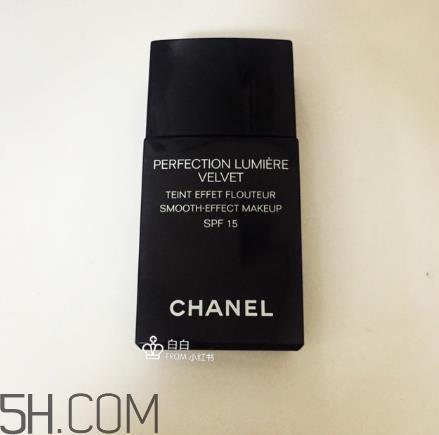 PERFECTION LUMIÈRE
VELVET
TEINT EFFET FLOUTEUR
SMOOTH-EFFECT MAKEUP
SPF 15
CHANEL
白白
FROM 小红书
5H.COM